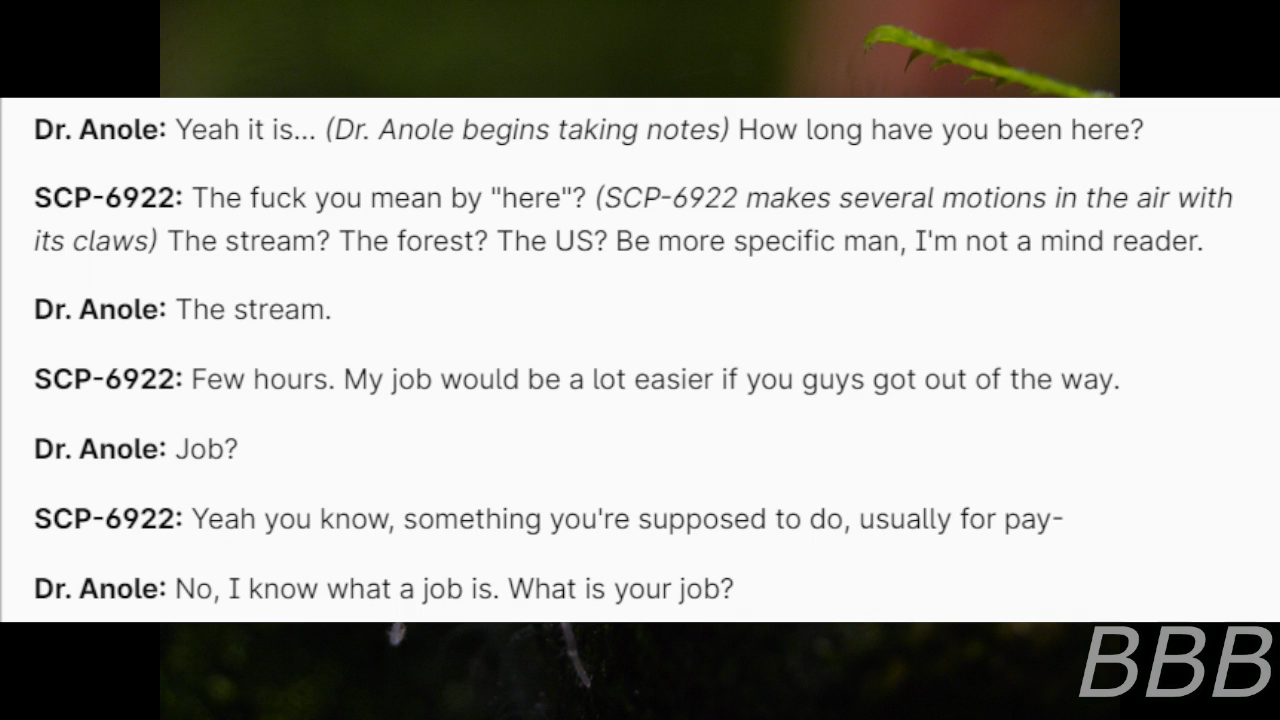 Dr. Anole: Yeah it is... (Dr. Anole begins taking notes) How long have you been here?
SCP-6922: The fuck you mean by "here"? (SCP-6922 makes several motions in the air with
its claws) The stream? The forest? The US? Be more specific man, I'm not a mind reader.
Dr. Anole: The stream.
SCP-6922: Few hours. My job would be a lot easier if you guys got out of the way.
Dr. Anole: Job?
SCP-6922: Yeah you know, something you're supposed to do, usually for pay-
Dr. Anole: No, I know what a job is. What is your job?
BBB